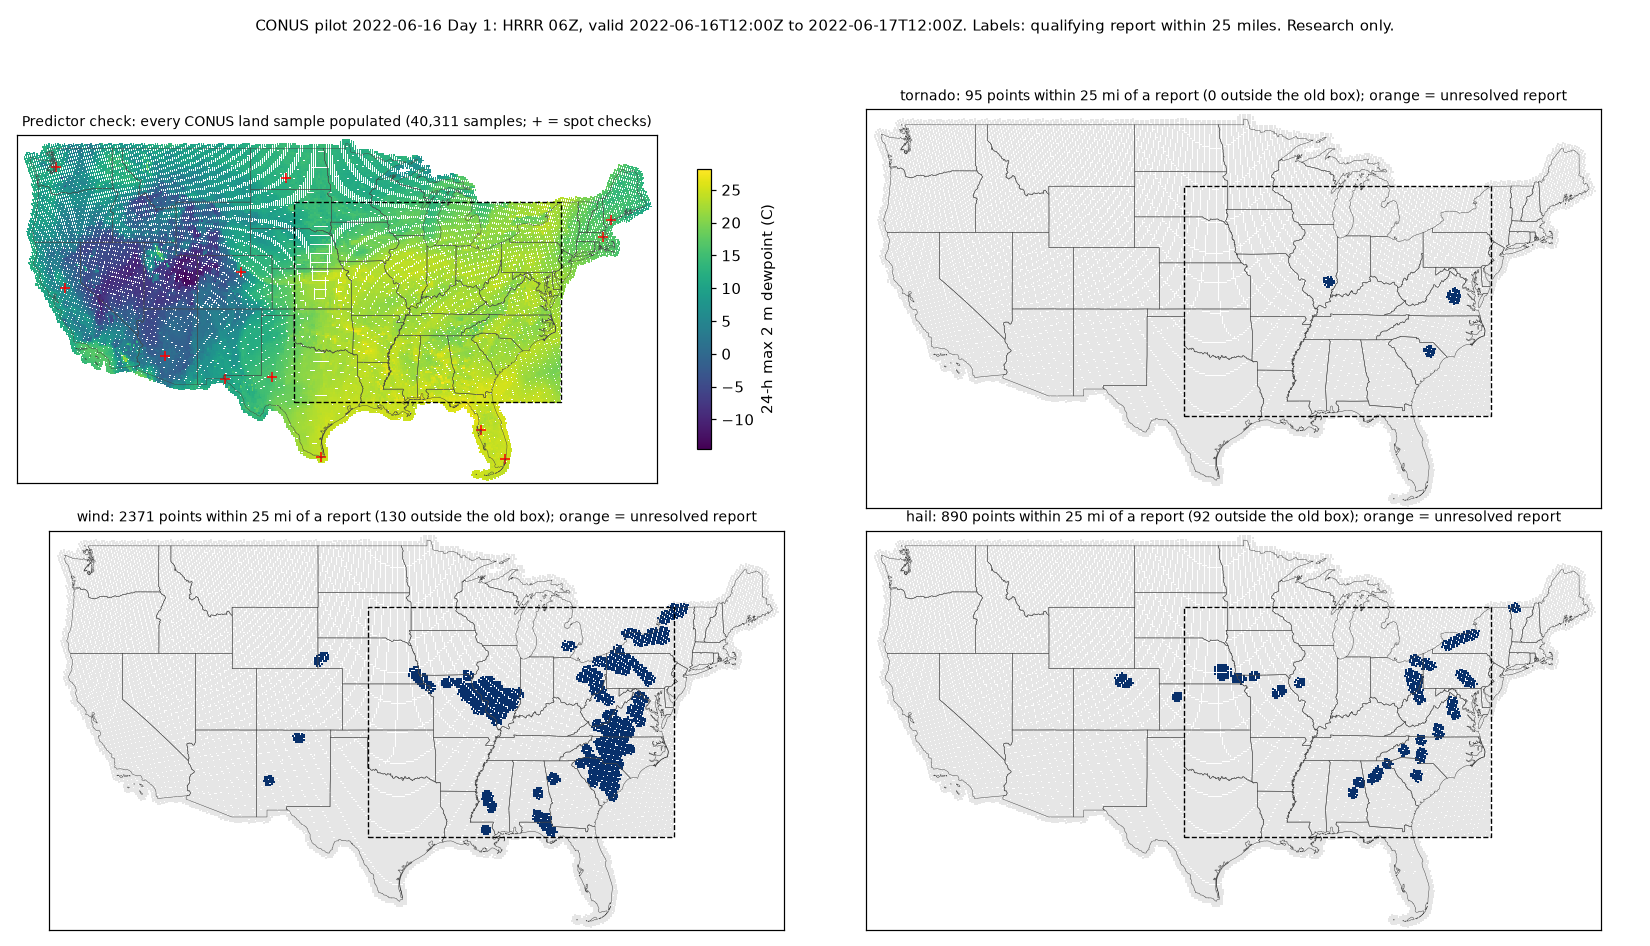 CONUS pilot 2022-06-16 Day 1: HRRR 06Z, valid 2022-06-16T12:00Z to 2022-06-17T12:00Z. Labels: qualifying report within 25 miles. Research only.
Predictor check: every CONUS land sample populated (40,311 samples; + = spot checks)
25
20
15
10
5
0
−5
−10
24-h max 2 m dewpoint (C)
tornado: 95 points within 25 mi of a report (0 outside the old box); orange = unresolved report
wind: 2371 points within 25 mi of a report (130 outside the old box); orange = unresolved report
hail: 890 points within 25 mi of a report (92 outside the old box); orange = unresolved report